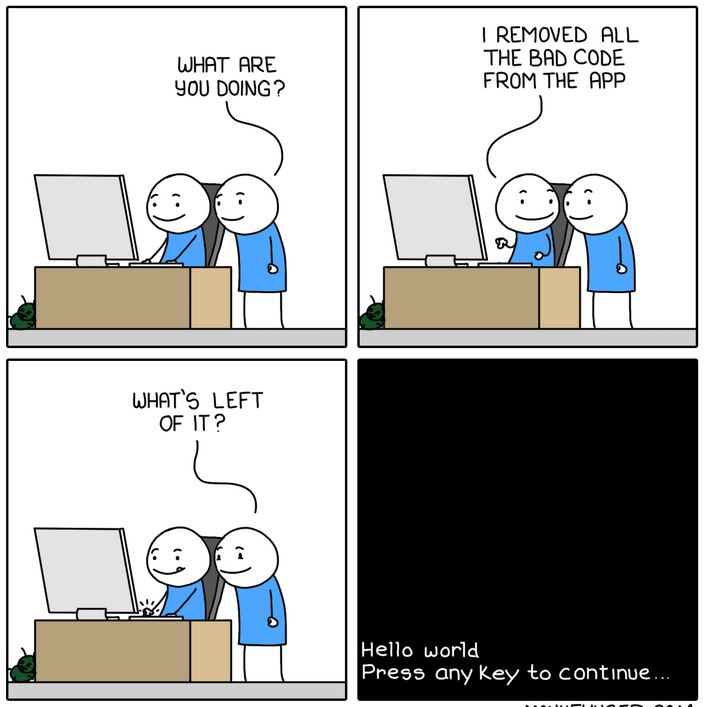 WHAT ARE
YOU DOING?
I REMOVED ALL
THE BAD CODE
FROM THE APP
WHAT'S LEFT
OF IT?
Hello world
Press any key to continue...